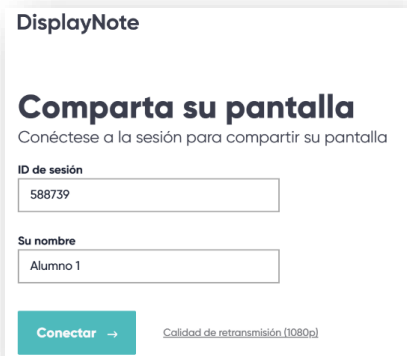 DisplayNote
Comparta su pantalla
Conéctese a la sesión para compartir su pantalla
ID de sesión
588739
Su nombre
Alumno 1
Conectar →
Calidad de retransmisión (1080p)